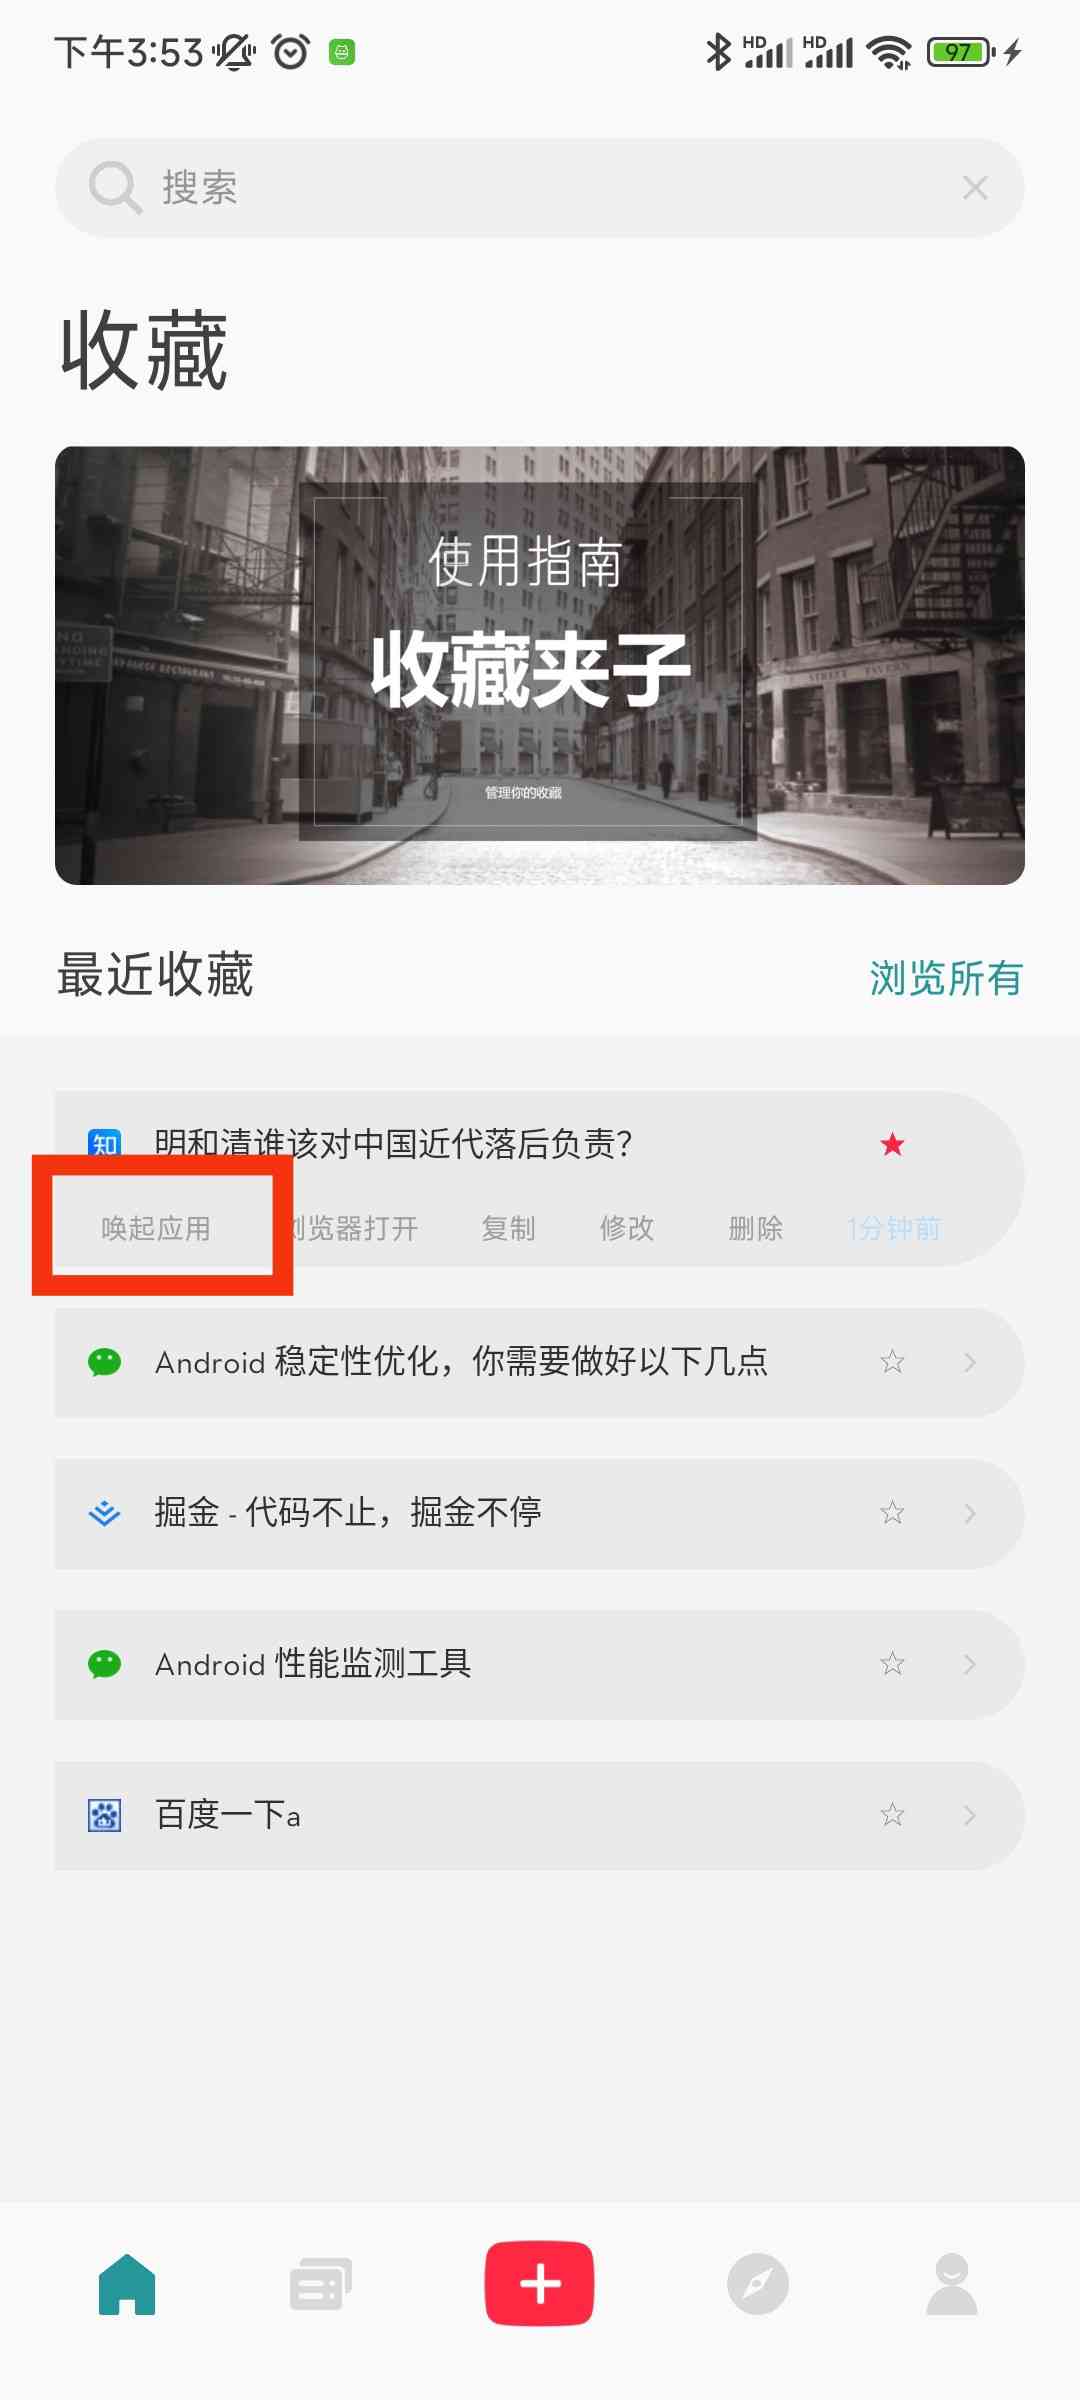 下午3:53 HD HD 97
搜索
收藏
使用指南
收藏夹子
管理你的收藏
STREET TAVERN
最近收藏 浏览所有
知 明和清谁该对中国近代落后负责？
唤起应用 浏览器打开 复制 修改 删除 1分钟前
Android 稳定性优化，你需要做好以下几点
掘金 - 代码不止，掘金不停
Android 性能监测工具
百度一下a